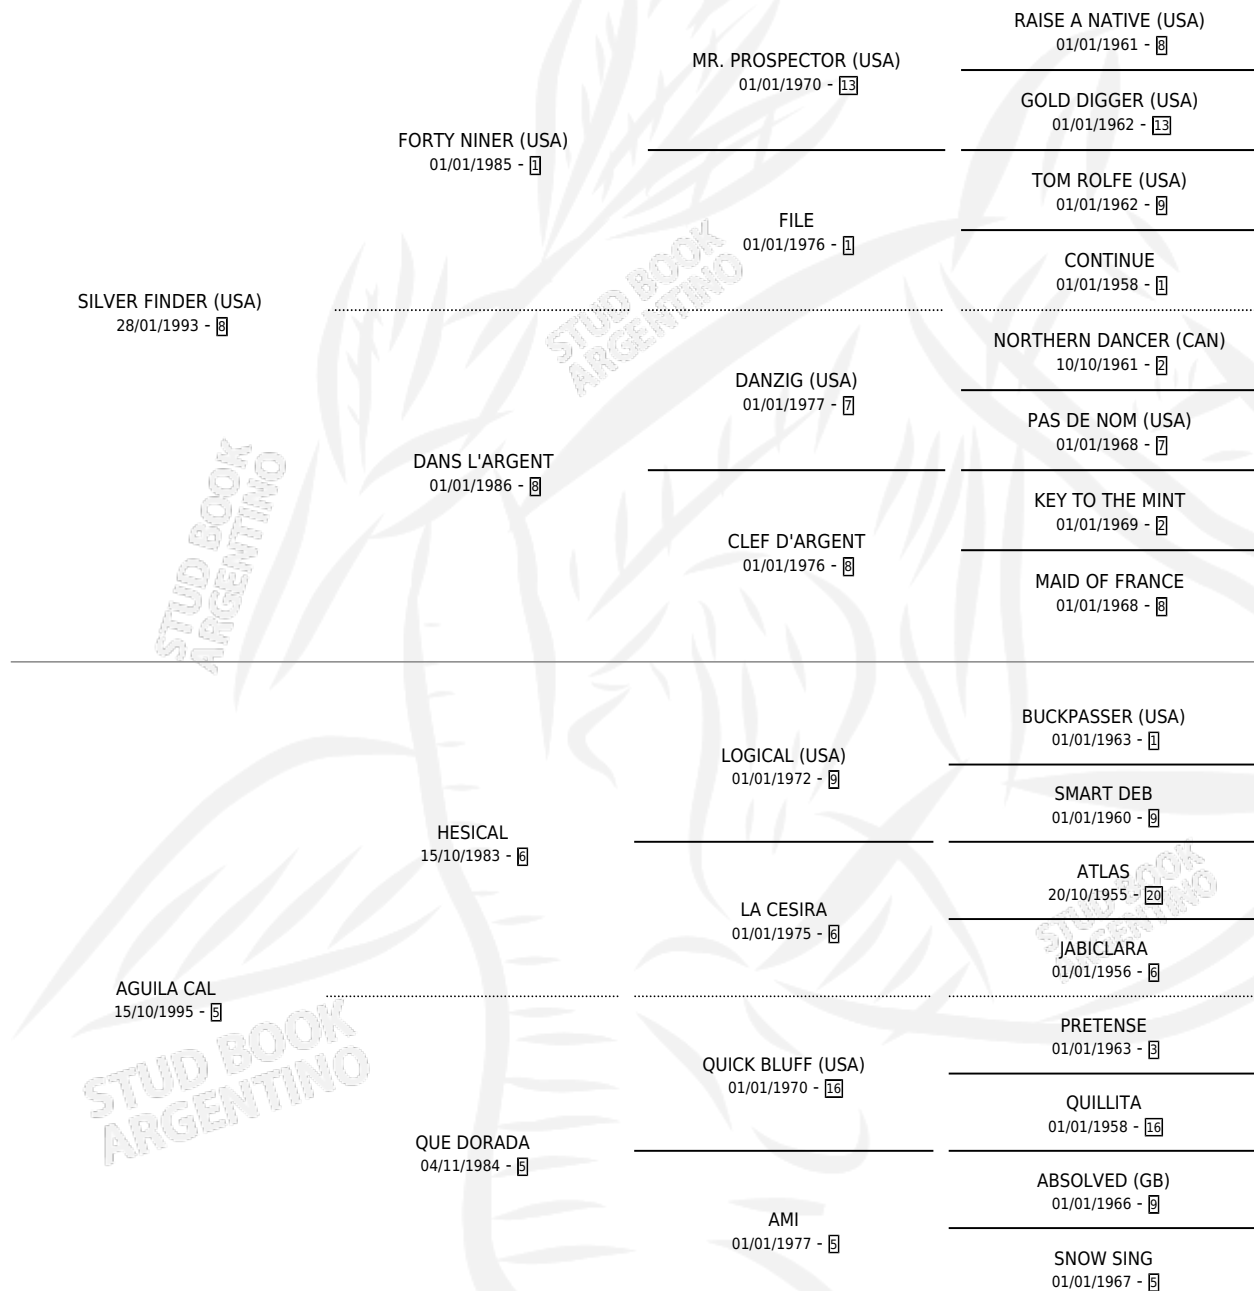 RAISE A NATIVE (USA)
01/01/1961 - 8
MR. PROSPECTOR (USA)
01/01/1970 - 13
GOLD DIGGER (USA)
01/01/1962 - 13
FORTY NINER (USA)
01/01/1985 - 1
TOM ROLFE (USA)
01/01/1962 - 9
FILE
01/01/1976 - 1
CONTINUE
01/01/1958 - 1
SILVER FINDER (USA)
28/01/1993 - 8
NORTHERN DANCER (CAN)
10/10/1961 - 2
DANZIG (USA)
01/01/1977 - 7
PAS DE NOM (USA)
01/01/1968 - 7
DANS L'ARGENT
01/01/1986 - 8
KEY TO THE MINT
01/01/1969 - 2
CLEF D'ARGENT
01/01/1976 - 8
MAID OF FRANCE
01/01/1968 - 8
BUCKPASSER (USA)
01/01/1963 - 1
LOGICAL (USA)
01/01/1972 - 9
SMART DEB
01/01/1960 - 9
HESICAL
15/10/1983 - 6
ATLAS
20/10/1955 - 20
LA CESIRA
01/01/1975 - 6
JABICLARA
01/01/1956 - 6
AGUILA CAL
15/10/1995 - 5
PRETENSE
01/01/1963 - 3
QUICK BLUFF (USA)
01/01/1970 - 16
QUILLITA
01/01/1958 - 16
QUE DORADA
04/11/1984 - 5
ABSOLVED (GB)
01/01/1966 - 9
AMI
01/01/1977 - 5
SNOW SING
01/01/1967 - 5
STUD BOOK
ARGENTINO
STUD BOOK
ARGENTINO
STUD BOOK
ARGENTINO
STUD BOOK
ARGENTINO